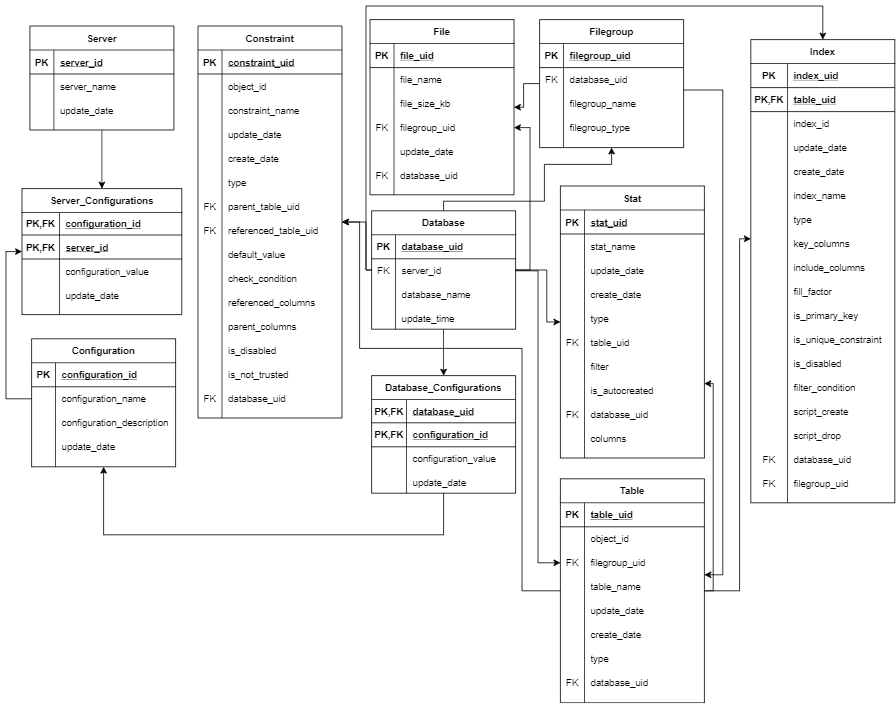 Server
PK server_id
server_name
update_date
Server_Configurations
PK,FK configuration_id
PK,FK server_id
configuration_value
update_date
Configuration
PK configuration_id
configuration_name
configuration_description
update_date
Constraint
PK constraint_uid
object_id
constraint_name
update_date
create_date
type
FK parent_table_uid
FK referenced_table_uid
default_value
check_condition
referenced_columns
parent_columns
is_disabled
is_not_trusted
FK database_uid
File
PK file_uid
file_name
file_size_kb
FK filegroup_uid
update_date
FK database_uid
Database
PK database_uid
FK server_id
database_name
update_time
Database_Configurations
PK,FK database_uid
PK,FK configuration_id
configuration_value
update_date
Filegroup
PK filegroup_uid
FK database_uid
filegroup_name
filegroup_type
Stat
PK stat_uid
stat_name
update_date
create_date
type
FK table_uid
filter
is_autocreated
FK database_uid
columns
Table
PK table_uid
object_id
FK filegroup_uid
table_name
update_date
create_date
type
FK database_uid
Index
PK index_uid
PK,FK table_uid
index_id
update_date
create_date
index_name
type
key_columns
include_columns
fill_factor
is_primary_key
is_unique_constraint
is_disabled
filter_condition
script_create
script_drop
FK database_uid
FK filegroup_uid